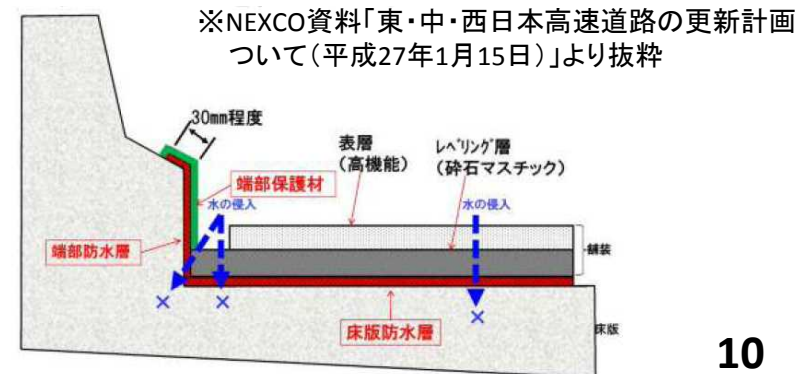 ※NEXCO資料「東・中・西日本高速道路の更新計画
ついて(平成27年1月15日)」より抜粋
30mm程度
表層
(高機能)
レベリング層
(砕石マスチック)
端部保護材
水の侵入
水の侵入
端部防水層
舗装
×
×
×
床版防水層
床版
10